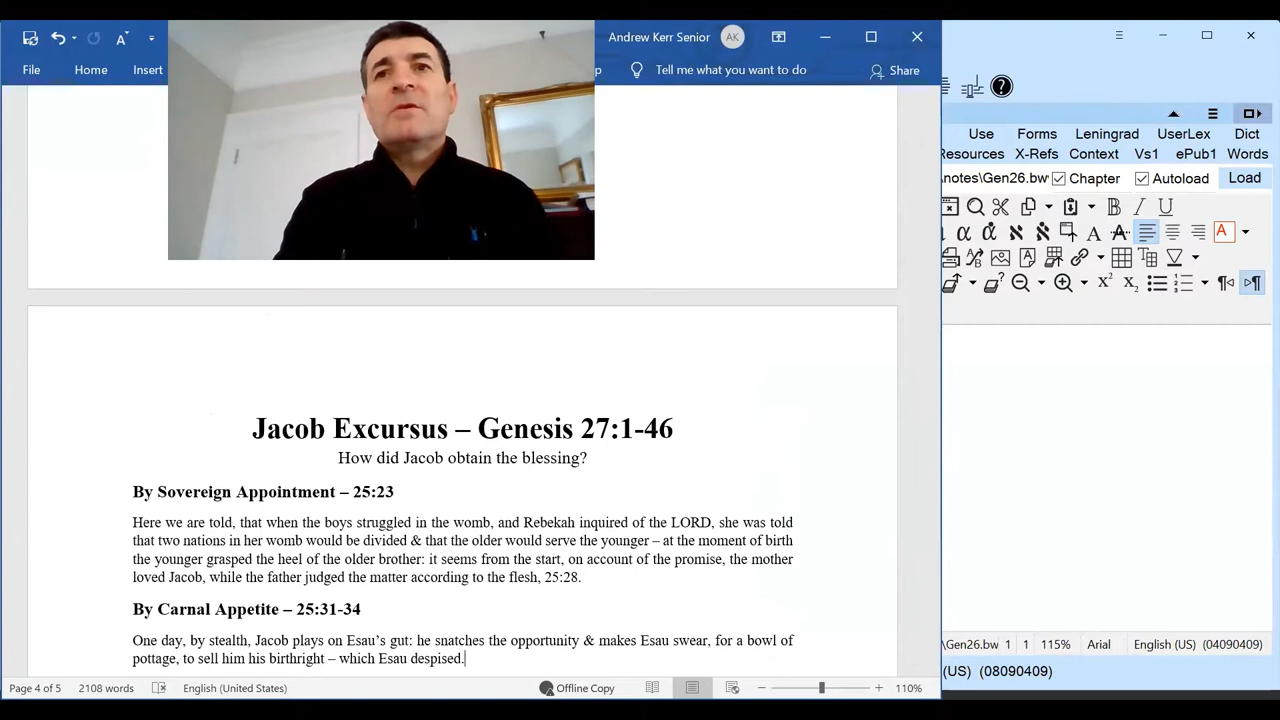 Andrew Kerr Senior AK
File Home Insert p Tell me what you want to do Share
Use Forms Leningrad UserLex Dict
Resources X-Refs Context Vs1 ePub1 Words
notes\Gen26.bw Chapter Autoload Load
Jacob Excursus – Genesis 27:1-46
How did Jacob obtain the blessing?
By Sovereign Appointment – 25:23
Here we are told, that when the boys struggled in the womb, and Rebekah inquired of the LORD, she was told
that two nations in her womb would be divided & that the older would serve the younger – at the moment of birth
the younger grasped the heel of the older brother: it seems from the start, on account of the promise, the mother
loved Jacob, while the father judged the matter according to the flesh, 25:28.
By Carnal Appetite – 25:31-34
One day, by stealth, Jacob plays on Esau's gut: he snatches the opportunity & makes Esau swear, for a bowl of
pottage, to sell him his birthright – which Esau despised.
\Gen26.bw 1 1 115% Arial English (US) (04090409)
(US) (08090409)
Page 4 of 5 2108 words English (United States) Offline Copy 110%